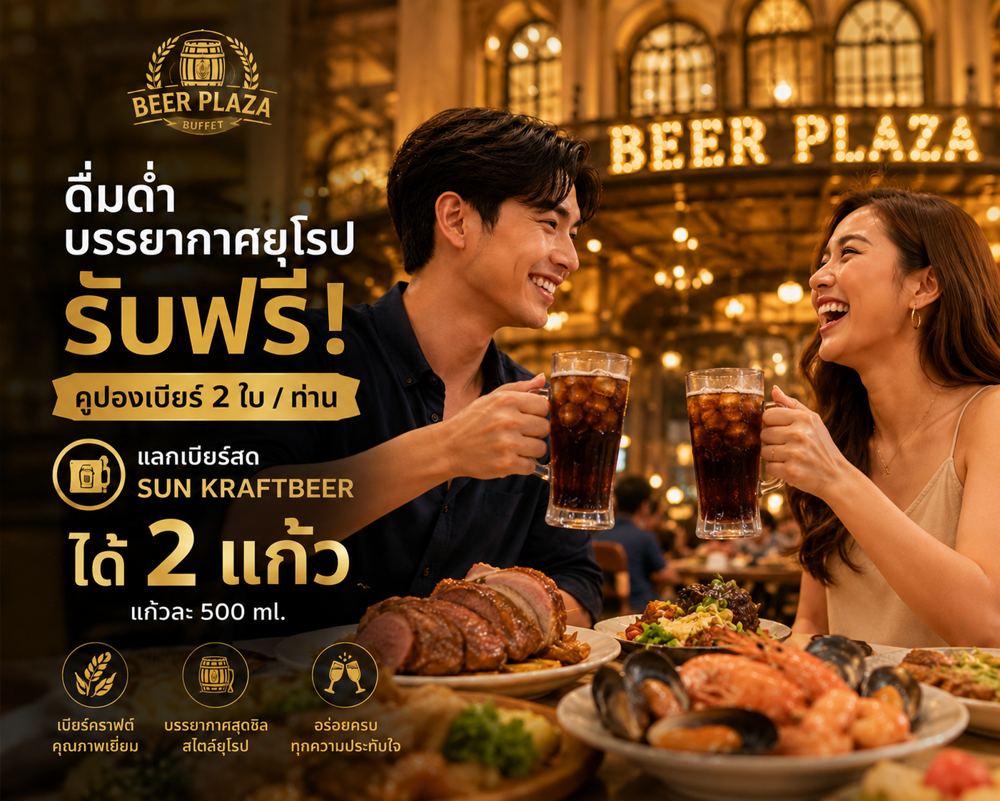 BEER PLAZA
BUFFET
BEER PLAZA
ดื่มด่ำ
บรรยากาศยุโรป
รับฟรี!
คูปองเบียร์ 2 ใบ / ท่าน
แลกเบียร์สด
SUN KRAFTBEER
ได้ 2 แก้ว
แก้วละ 500 ml.
เบียร์คราฟต์
คุณภาพเยี่ยม
บรรยากาศสุดชิล
สไตล์ยุโรป
อร่อยครบ
ทุกความประทับใจ